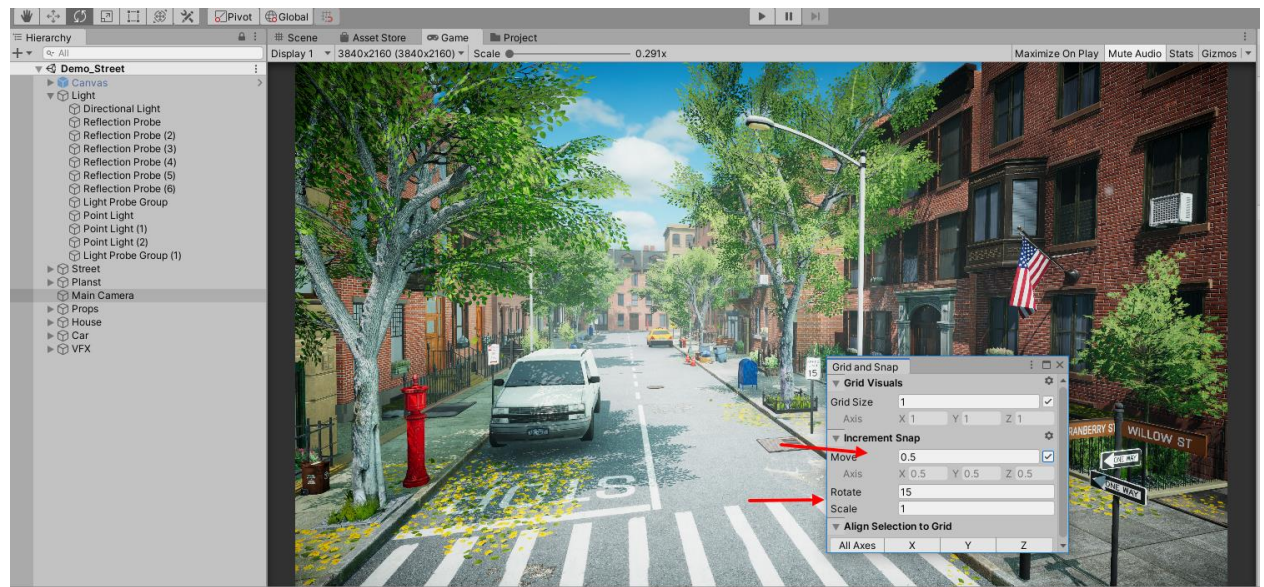 Pivot Global
Hierarchy
All
Demo_Street
Canvas
Light
Directional Light
Reflection Probe
Reflection Probe (2)
Reflection Probe (3)
Reflection Probe (4)
Reflection Probe (5)
Reflection Probe (6)
Light Probe Group
Point Light
Point Light (1)
Point Light (2)
Light Probe Group (1)
Street
Planst
Main Camera
Props
House
Car
VFX
Scene Asset Store Game Project
Display 1 3840x2160 (3840x2160) Scale 0.291x Maximize On Play Mute Audio Stats Gizmos
15
WILLOW ST
ONE WAY
ONE WAY
Grid and Snap
Grid Visuals
Grid Size 1
Axis X 1 Y 1 Z 1
Increment Snap
Move 0.5
Axis X 0.5 Y 0.5 Z 0.5
Rotate 15
Scale 1
Align Selection to Grid
All Axes X Y Z